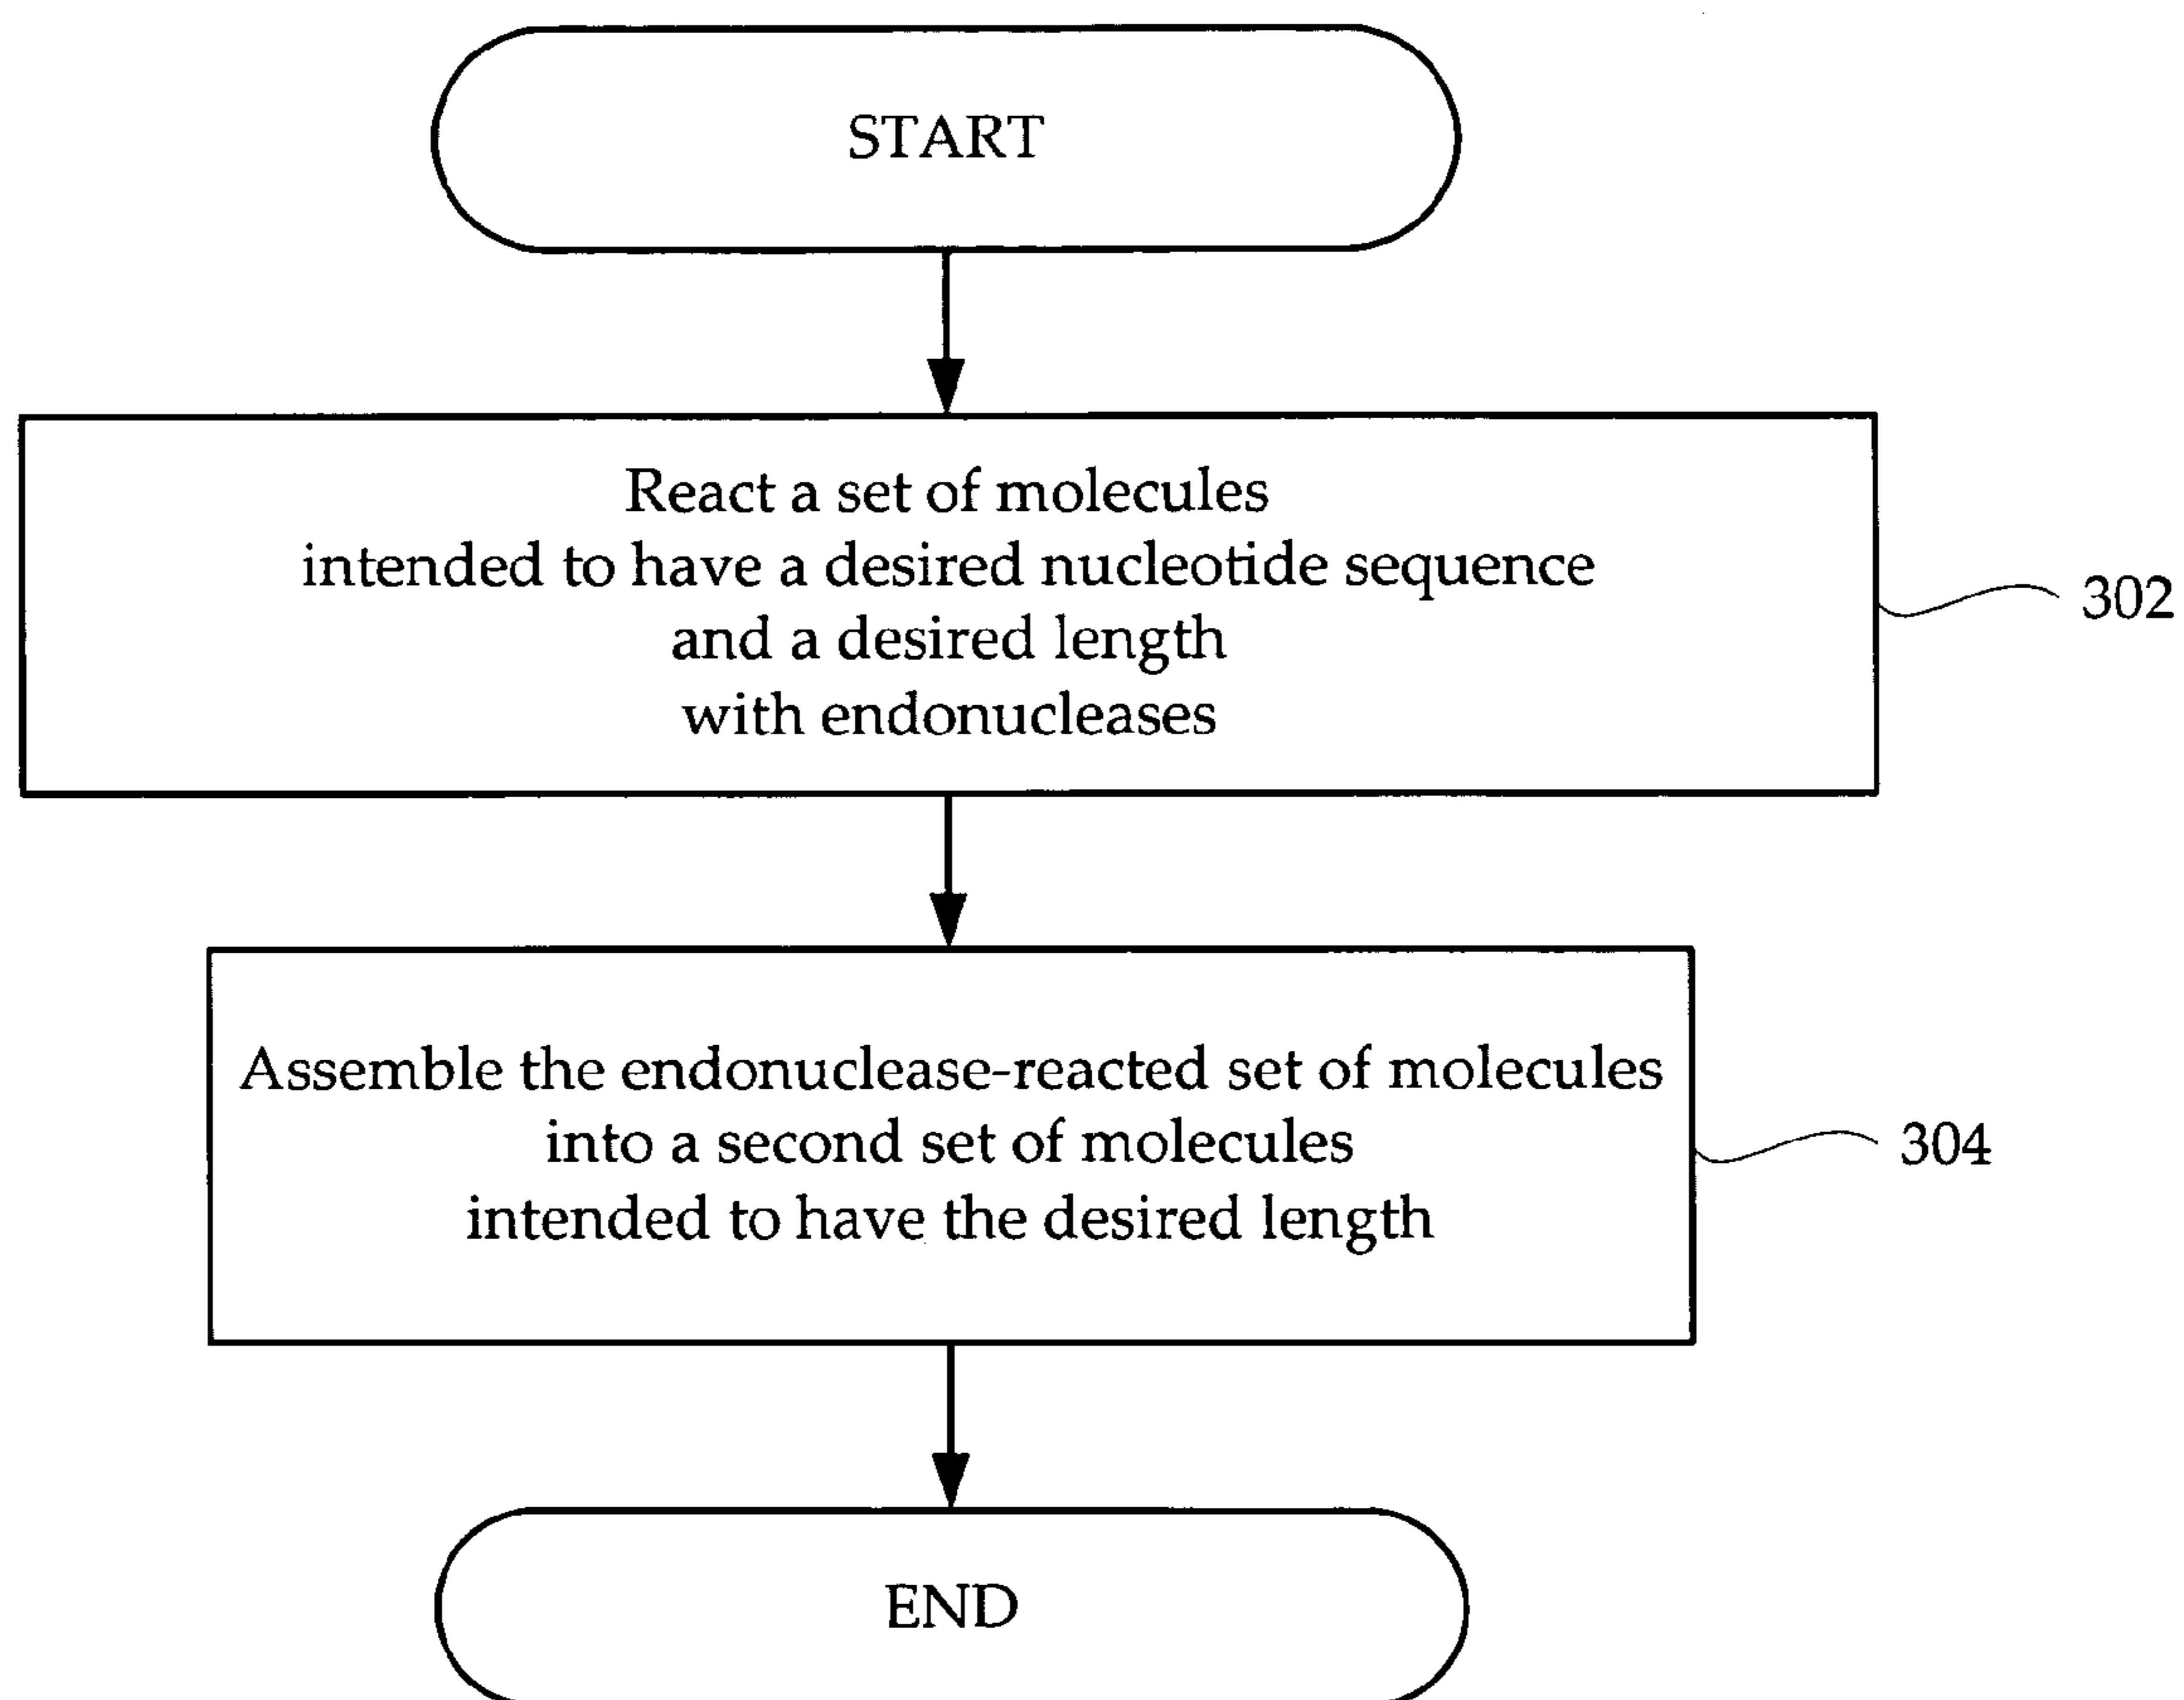 START
React a set of molecules
intended to have a desired nucleotide sequence
and a desired length
with endonucleases
302
Assemble the endonuclease-reacted set of molecules
into a second set of molecules
intended to have the desired length
304
END